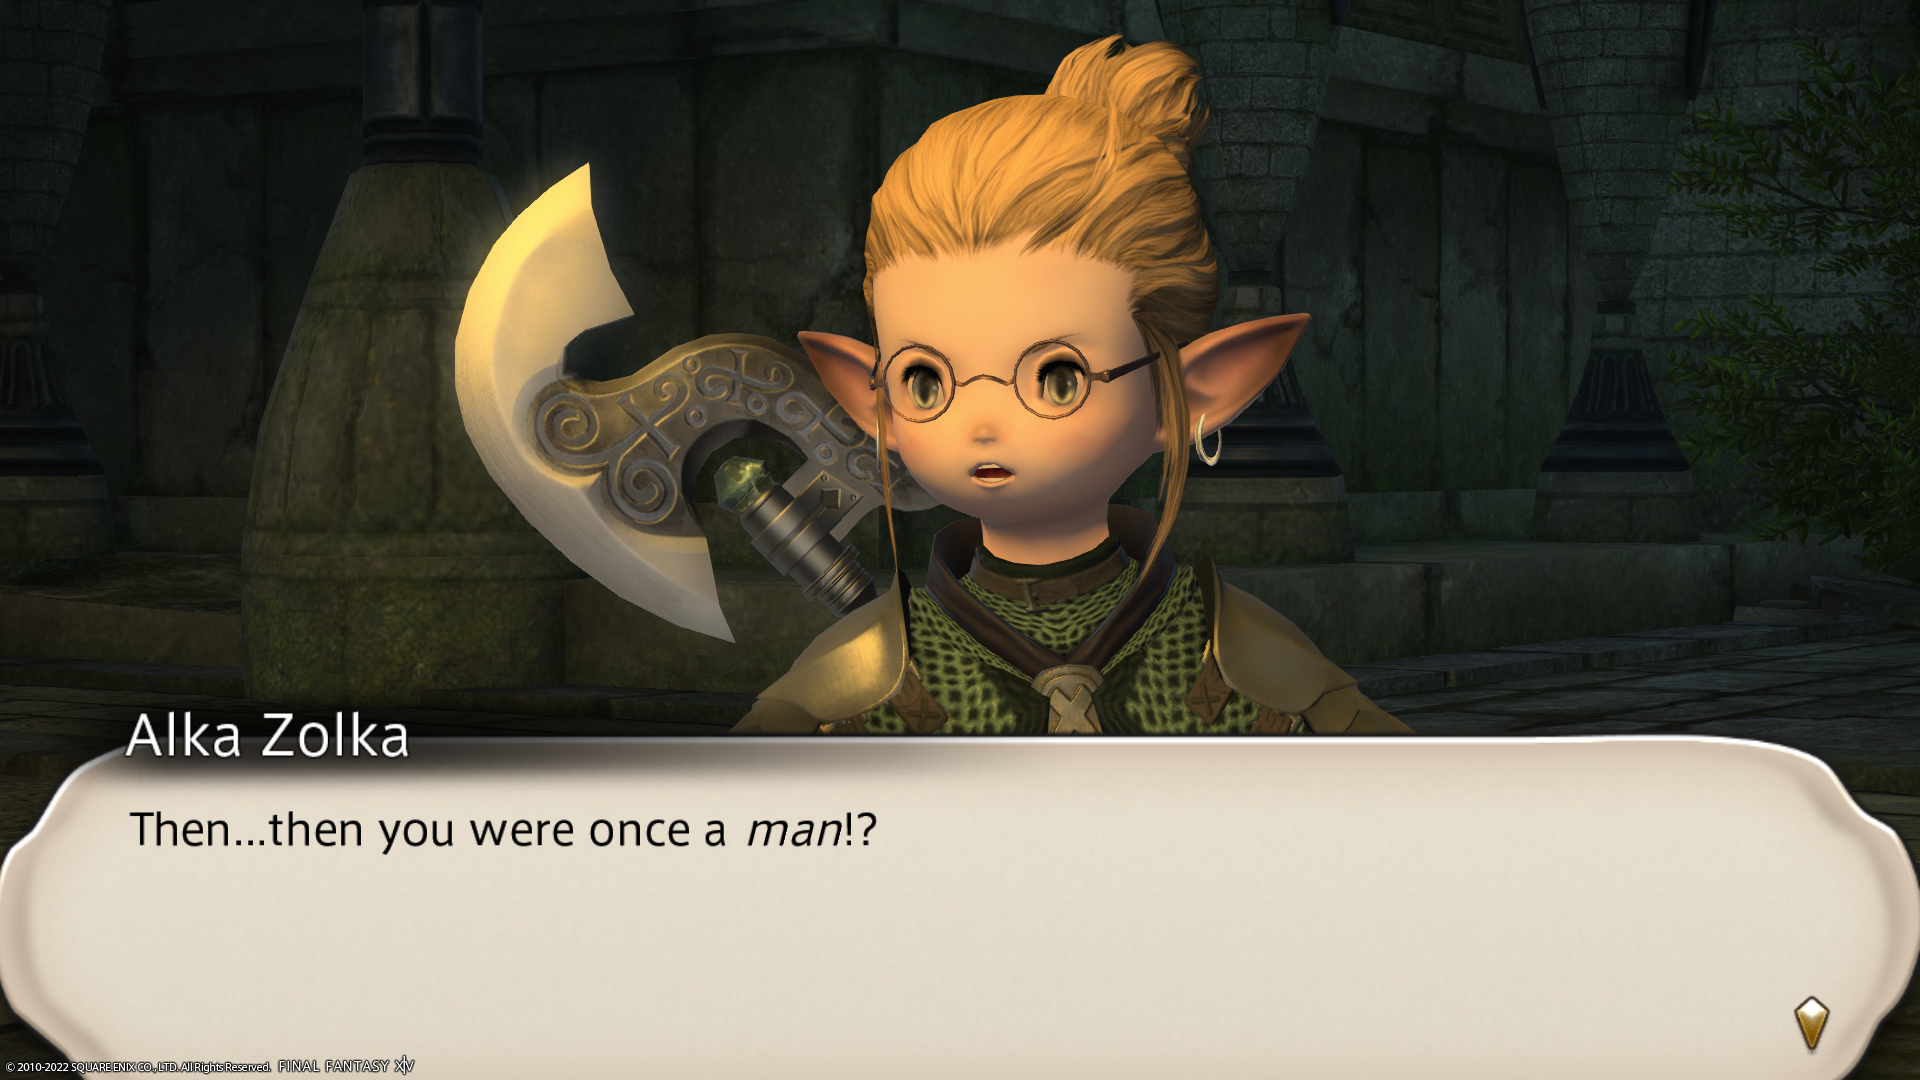 Alka Zolka
Then...then you were once a man!?
© 2010-2022 SQUARE ENIX CO., LTD. All Rights Reserved. FINAL FANTASY XIV